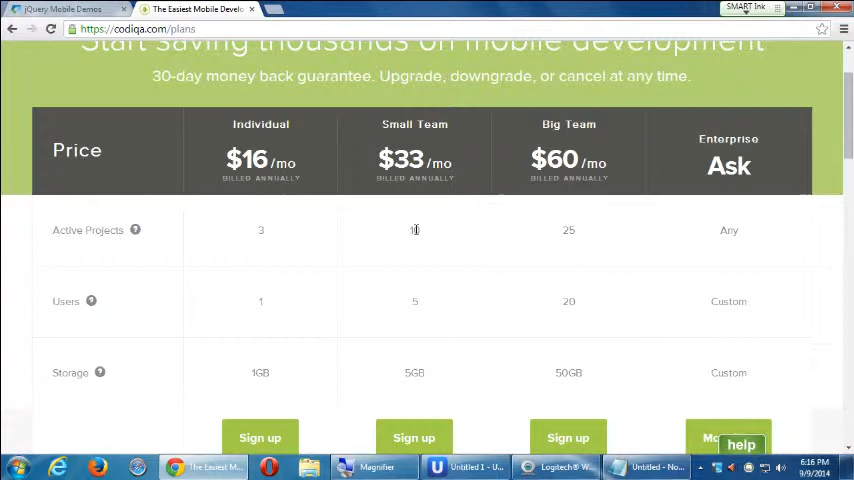 jQuery Mobile Demos
The Easiest Mobile Develo
SMART Ink
https://codiqa.com/plans
Start saving thousands on mobile development
30-day money back guarantee. Upgrade, downgrade, or cancel at any time.
Price
Individual
$16 /mo
BILLED ANNUALLY
Small Team
$33 /mo
BILLED ANNUALLY
Big Team
$60 /mo
BILLED ANNUALLY
Enterprise
Ask
Active Projects ? 3 10 25 Any
Users ? 1 5 20 Custom
Storage ? 1GB 5GB 50GB Custom
Sign up Sign up Sign up
help
The Easiest M...
Magnifier
Untitled 1 - U...
Logitech® W...
Untitled - No...
6:16 PM
9/9/2014